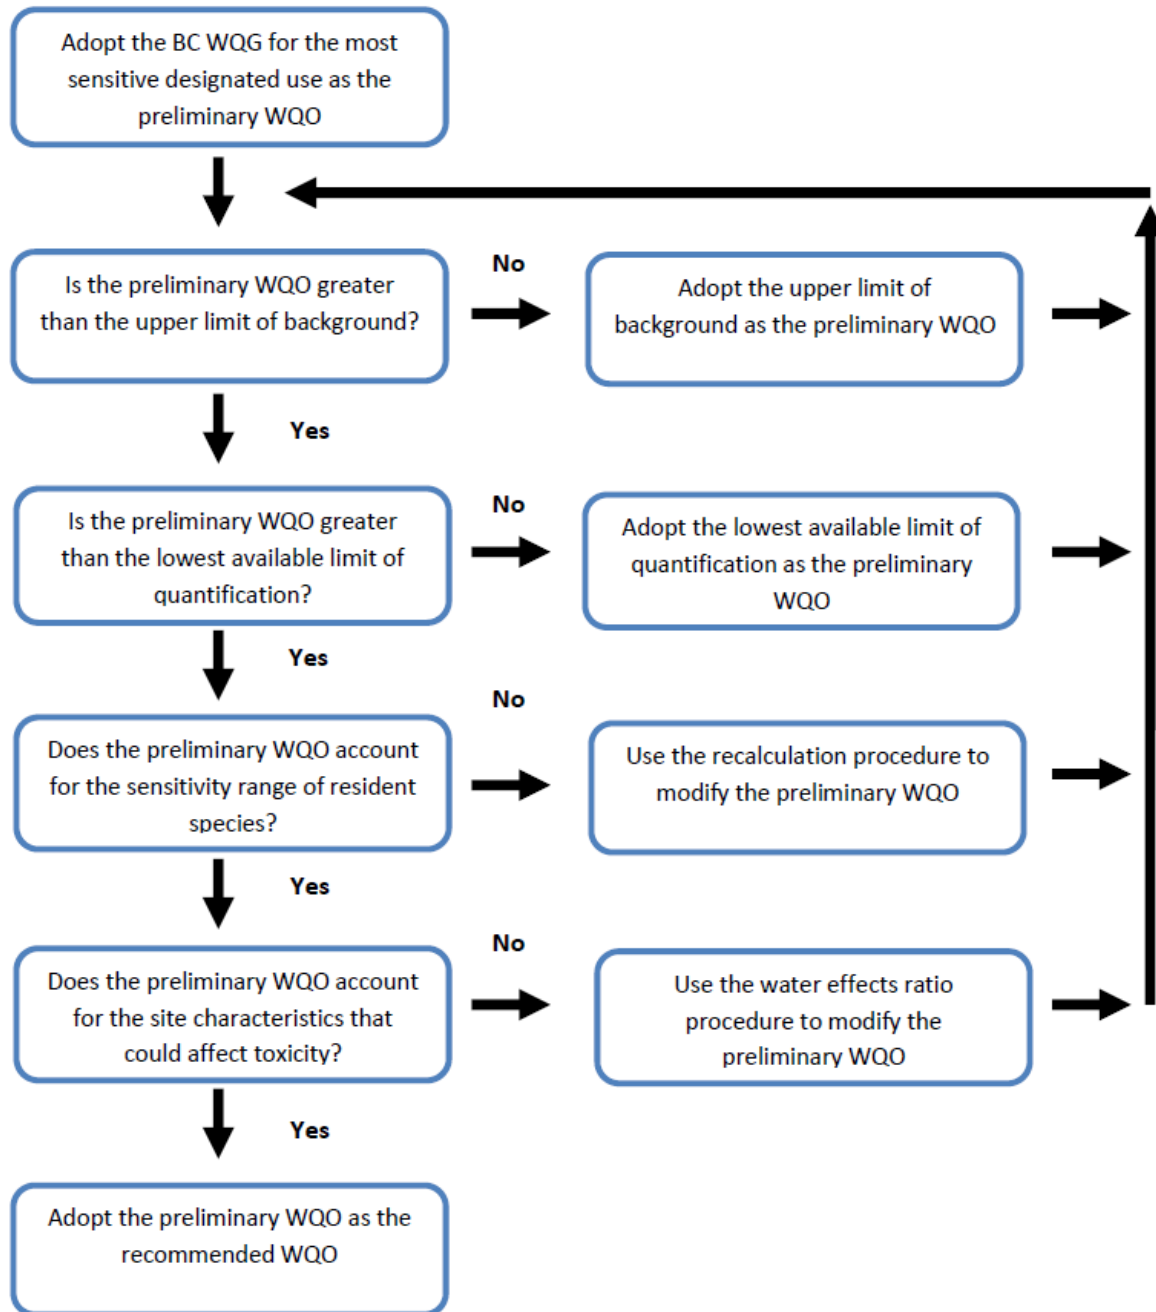 Adopt the BC WQG for the most
sensitive designated use as the
preliminary WQO
Is the preliminary WQO greater
than the upper limit of background?
No
Adopt the upper limit of
background as the preliminary WQO
Yes
Is the preliminary WQO greater
than the lowest available limit of
quantification?
No
Adopt the lowest available limit of
quantification as the preliminary
WQO
Yes
Does the preliminary WQO account
for the sensitivity range of resident
species?
No
Use the recalculation procedure to
modify the preliminary WQO
Yes
Does the preliminary WQO account
for the site characteristics that
could affect toxicity?
No
Use the water effects ratio
procedure to modify the
preliminary WQO
Yes
Adopt the preliminary WQO as the
recommended WQO